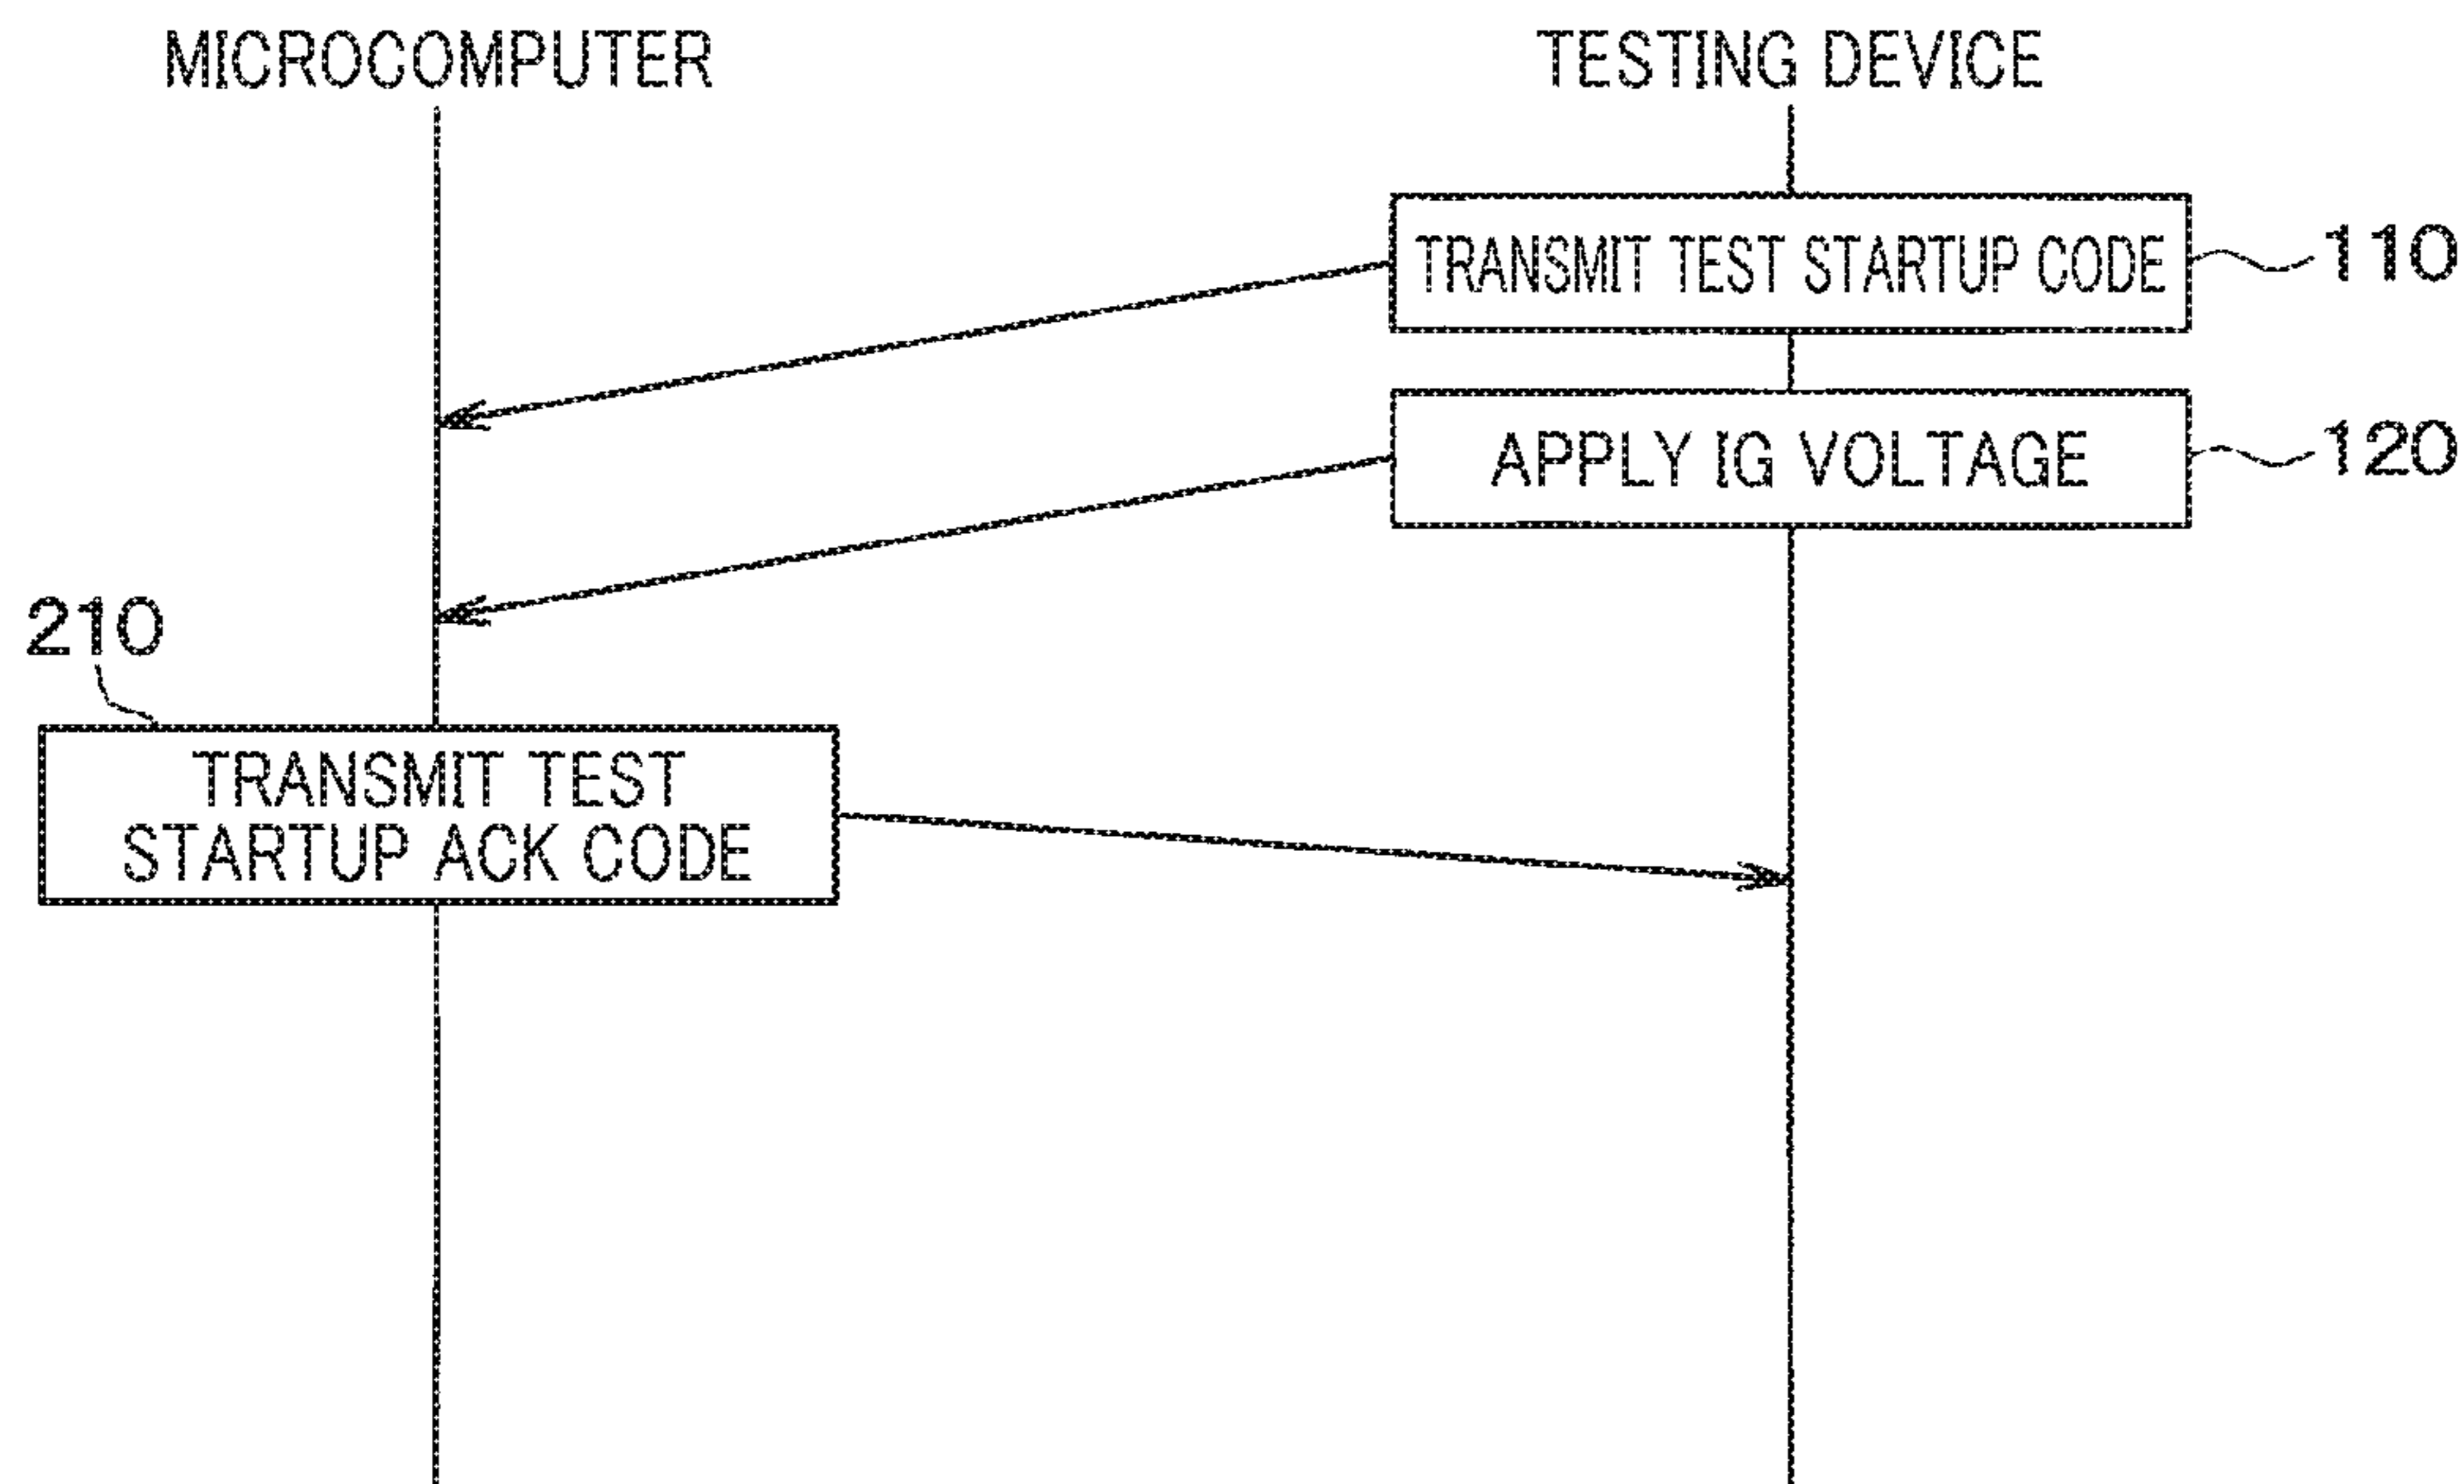 MICROCOMPUTER
TESTING DEVICE
TRANSMIT TEST STARTUP CODE
110
APPLY IG VOLTAGE
120
210
TRANSMIT TEST
STARTUP ACK CODE